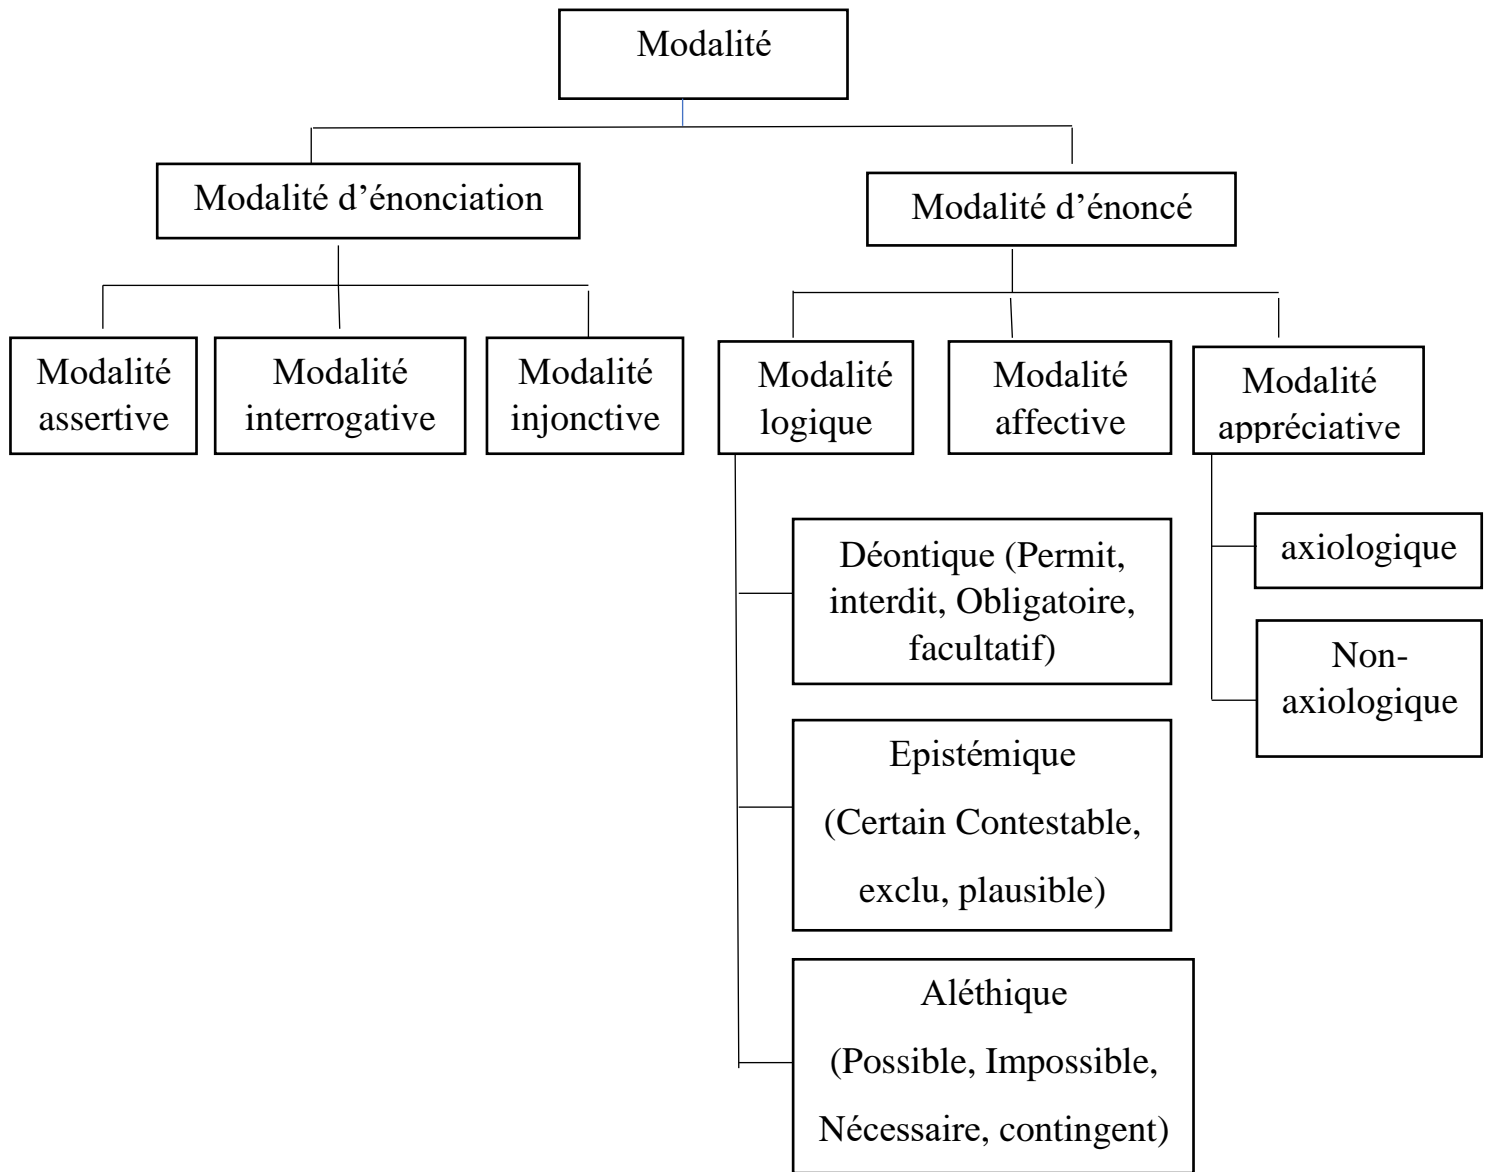 Modalité
Modalité d’énonciation
Modalité d’énoncé
Modalité
assertive
Modalité
interrogative
Modalité
injonctive
Modalité
logique
Modalité
affective
Modalité
appréciative
Déontique (Permit,
interdit, Obligatoire,
facultatif)
Epistémique
(Certain Contestable,
exclu, plausible)
Aléthique
(Possible, Impossible,
Nécessaire, contingent)
axiologique
Non-
axiologique